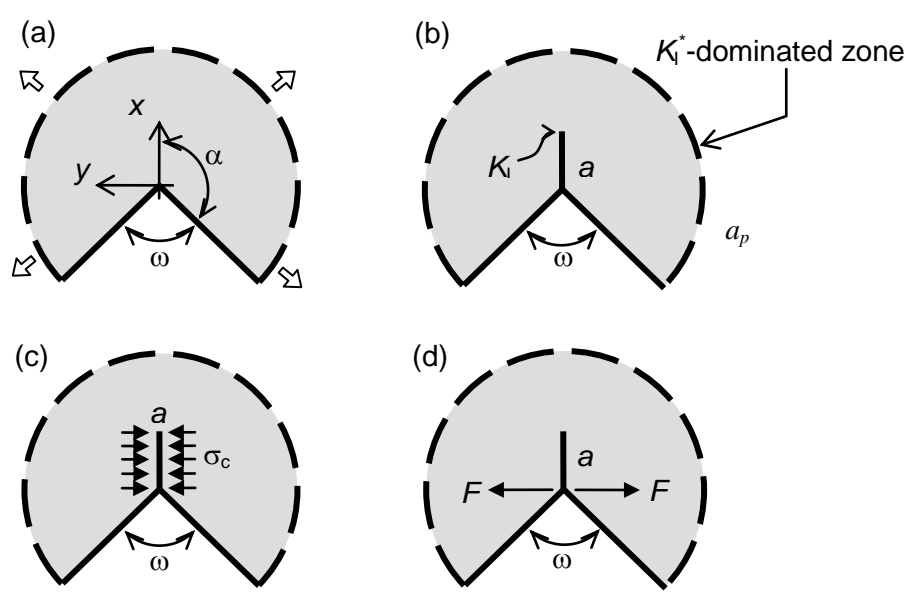 (a)
x
y
α
ω
(b)
K_I^*-dominated zone
K_I
a
a_p
ω
(c)
a
σ_c
ω
(d)
a
F
F
ω